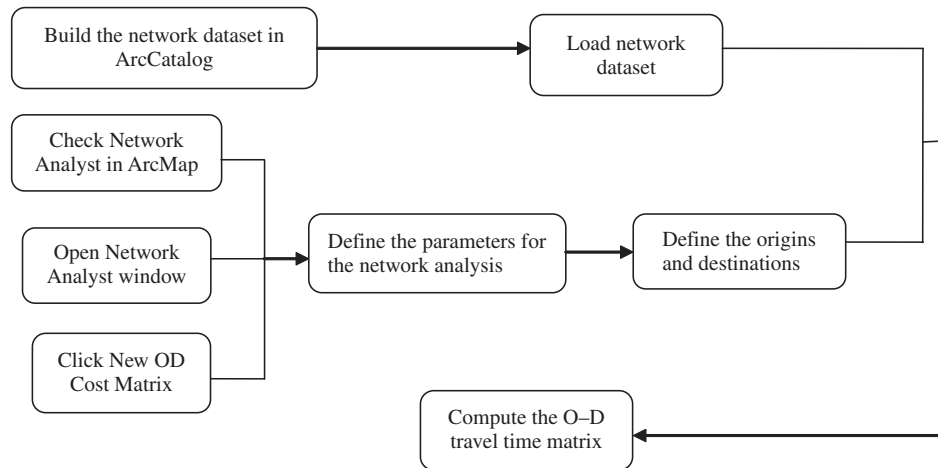 Build the network dataset in
ArcCatalog
Load network
dataset
Check Network
Analyst in ArcMap
Open Network
Analyst window
Click New OD
Cost Matrix
Define the parameters for
the network analysis
Define the origins
and destinations
Compute the O–D
travel time matrix